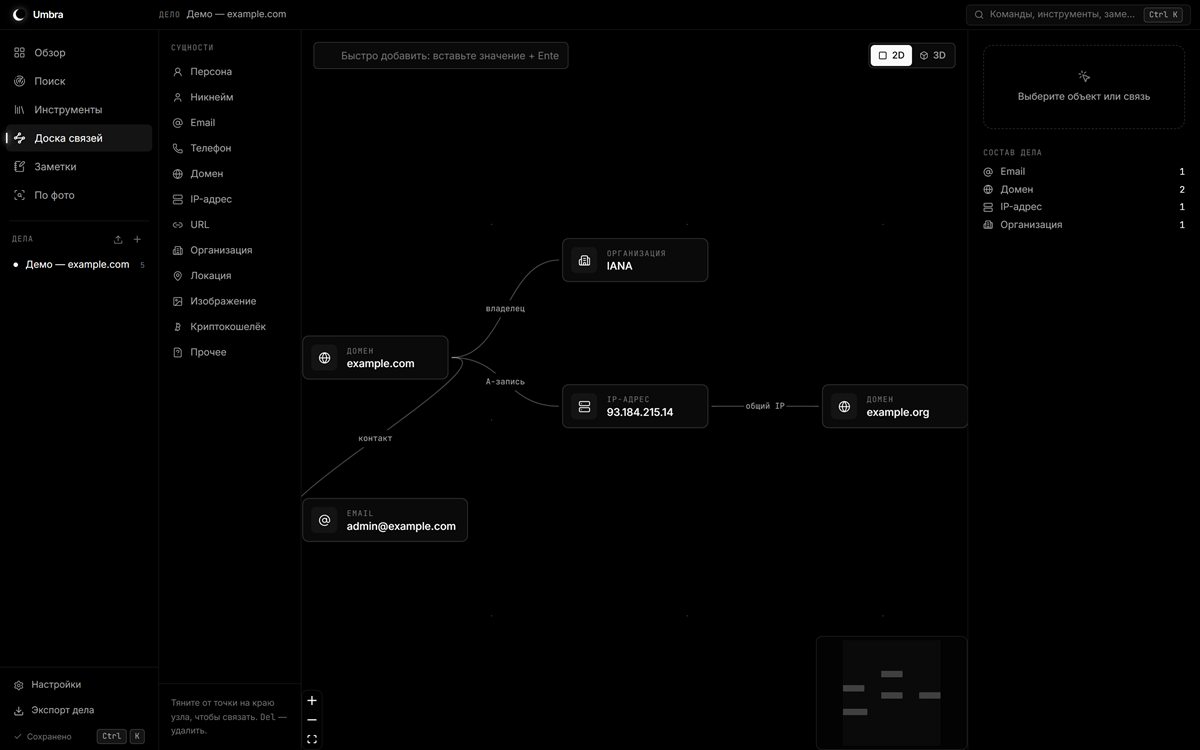 Umbra
ДЕЛО Демо — example.com
Команды, инструменты, заме... Ctrl K
Обзор
Поиск
Инструменты
Доска связей
Заметки
По фото
ДЕЛА
Демо — example.com 5
Настройки
Экспорт дела
Сохранено Ctrl K
СУЩНОСТИ
Персона
Никнейм
Email
Телефон
Домен
IP-адрес
URL
Организация
Локация
Изображение
Криптокошелёк
Прочее
Тяните от точки на краю
узла, чтобы связать. Del —
удалить.
Быстро добавить: вставьте значение + Ente
2D 3D
ОРГАНИЗАЦИЯ
IANA
владелец
ДОМЕН
example.com
A-запись
IP-АДРЕС
93.184.215.14
общий IP
ДОМЕН
example.org
контакт
EMAIL
admin@example.com
Выберите объект или связь
СОСТАВ ДЕЛА
Email 1
Домен 2
IP-адрес 1
Организация 1